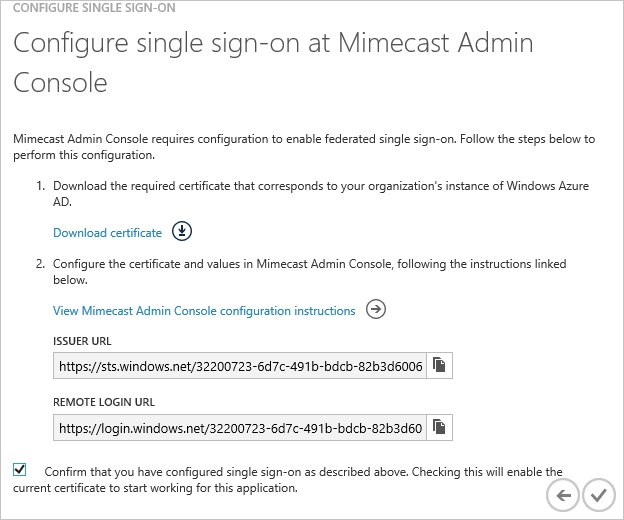 CONFIGURE SINGLE SIGN-ON
Configure single sign-on at Mimecast Admin
Console
Mimecast Admin Console requires configuration to enable federated single sign-on. Follow the steps below to
perform this configuration.
1. Download the required certificate that corresponds to your organization's instance of Windows Azure
AD.
Download certificate
2. Configure the certificate and values in Mimecast Admin Console, following the instructions linked
below.
View Mimecast Admin Console configuration instructions
ISSUER URL
https://sts.windows.net/32200723-6d7c-491b-bdcb-82b3d6006
REMOTE LOGIN URL
https://login.windows.net/32200723-6d7c-491b-bdcb-82b3d60
Confirm that you have configured single sign-on as described above. Checking this will enable the
current certificate to start working for this application.